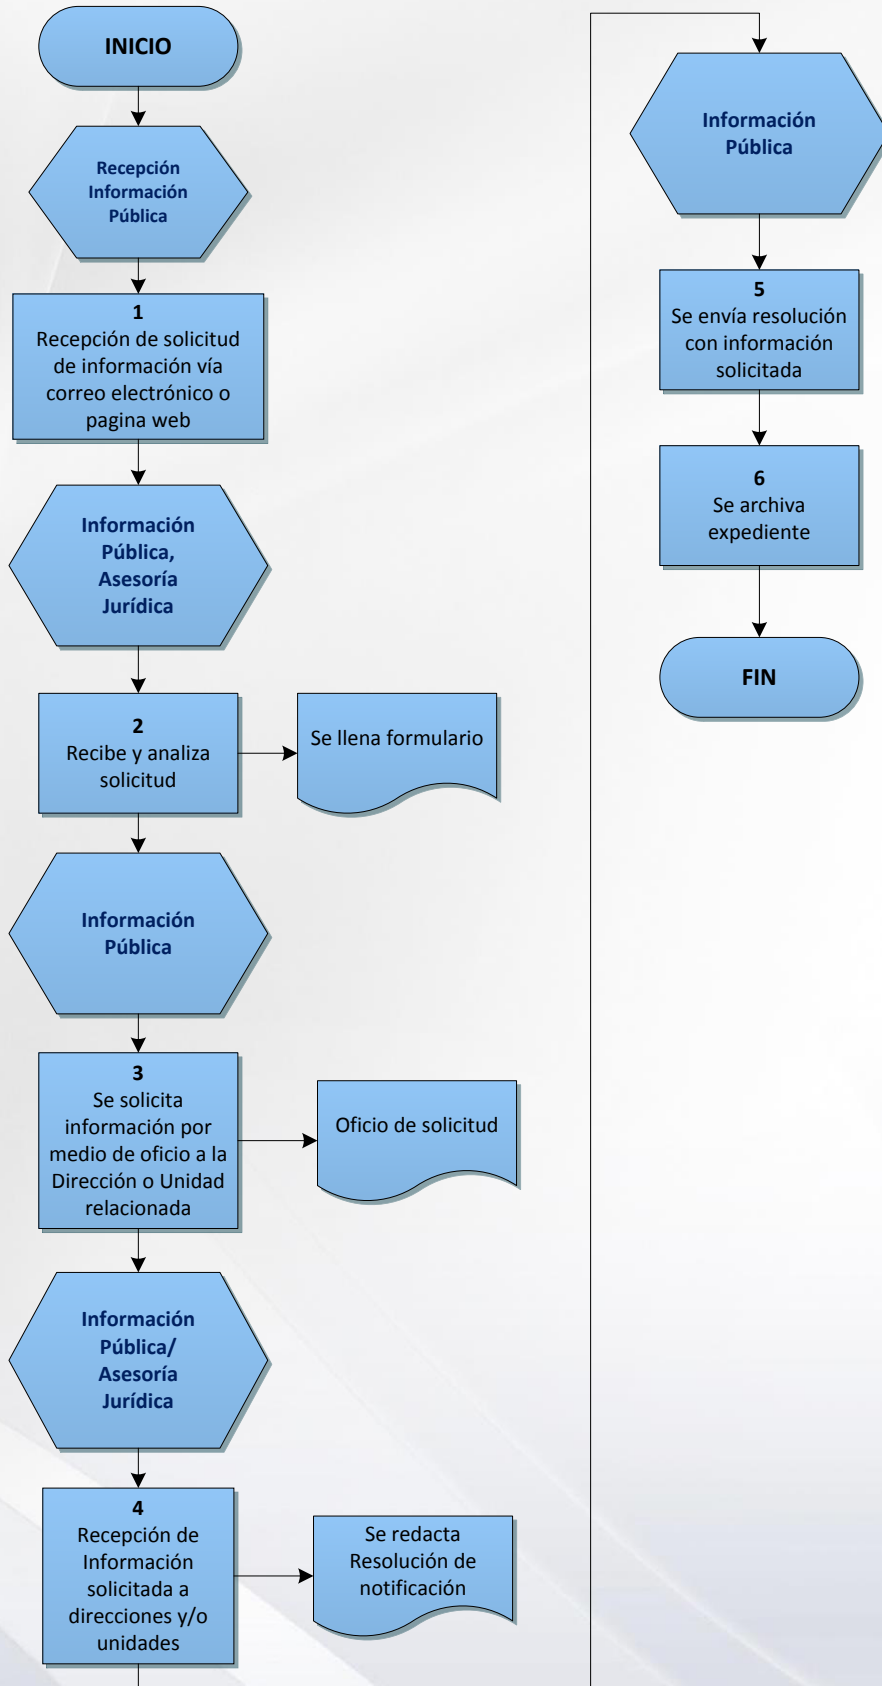 INICIO
Recepción
Información
Pública
1
Recepción de solicitud
de información vía
correo electrónico o
pagina web
Información
Pública,
Asesoría
Jurídica
2
Recibe y analiza
solicitud
Se llena formulario
Información
Pública
3
Se solicita
información por
medio de oficio a la
Dirección o Unidad
relacionada
Oficio de solicitud
Información
Pública/
Asesoría
Jurídica
4
Recepción de
Información
solicitada a
direcciones y/o
unidades
Se redacta
Resolución de
notificación
Información
Pública
5
Se envía resolución
con información
solicitada
6
Se archiva
expediente
FIN